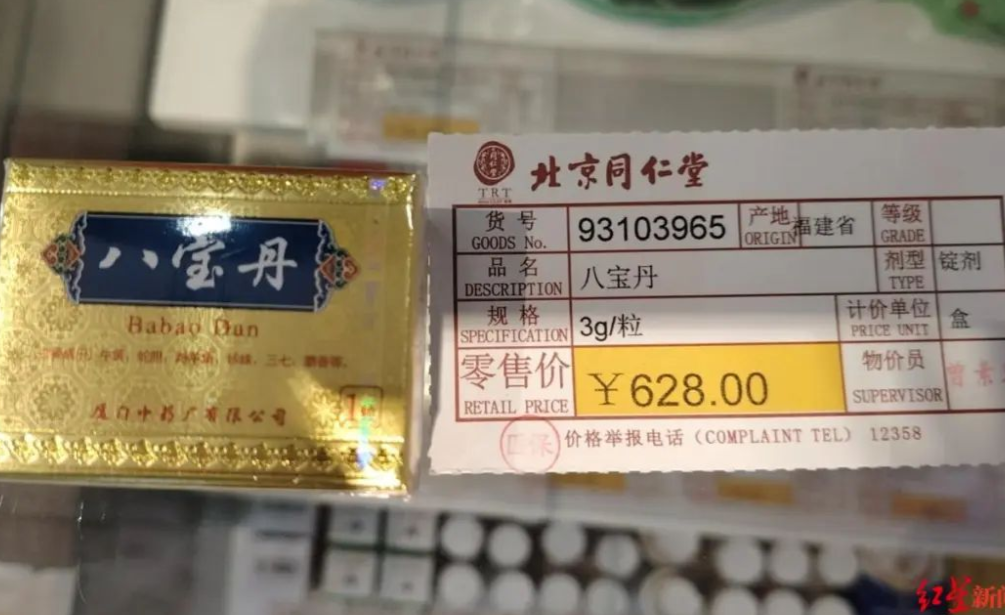 八宝丹
Babao Dun
厦门中药厂有限公司
TRT
北京同仁堂
货号 93103965 产地 福建省 等级
GOODS No. ORIGIN GRADE
品名 八宝丹 剂型 锭剂
DESCRIPTION TYPE
规格 3g/粒 计价单位 盒
SPECIFICATION PRICE UNIT
零售价 ￥628.00 物价员
RETAIL PRICE SUPERVISOR
医保 价格举报电话（COMPLAINT TEL） 12358
红星新